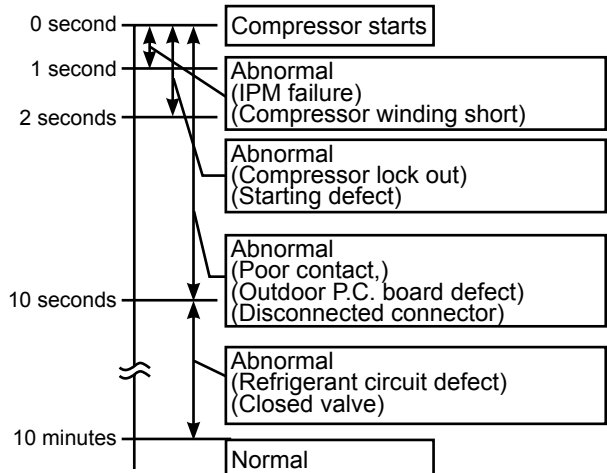 0 second
Compressor starts
1 second
Abnormal
(IPM failure)
(Compressor winding short)
2 seconds
Abnormal
(Compressor lock out)
(Starting defect)
Abnormal
(Poor contact,)
(Outdoor P.C. board defect)
(Disconnected connector)
10 seconds
Abnormal
(Refrigerant circuit defect)
(Closed valve)
10 minutes
Normal